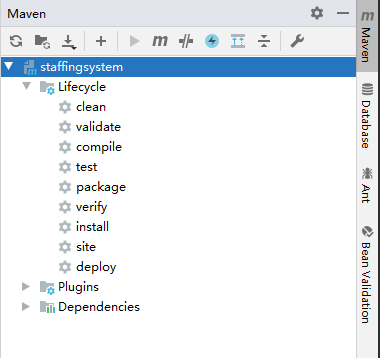 Maven
m
staffingsystem
Lifecycle
clean
validate
compile
test
package
verify
install
site
deploy
Plugins
Dependencies
m Maven
Database
Ant
Bean Validation